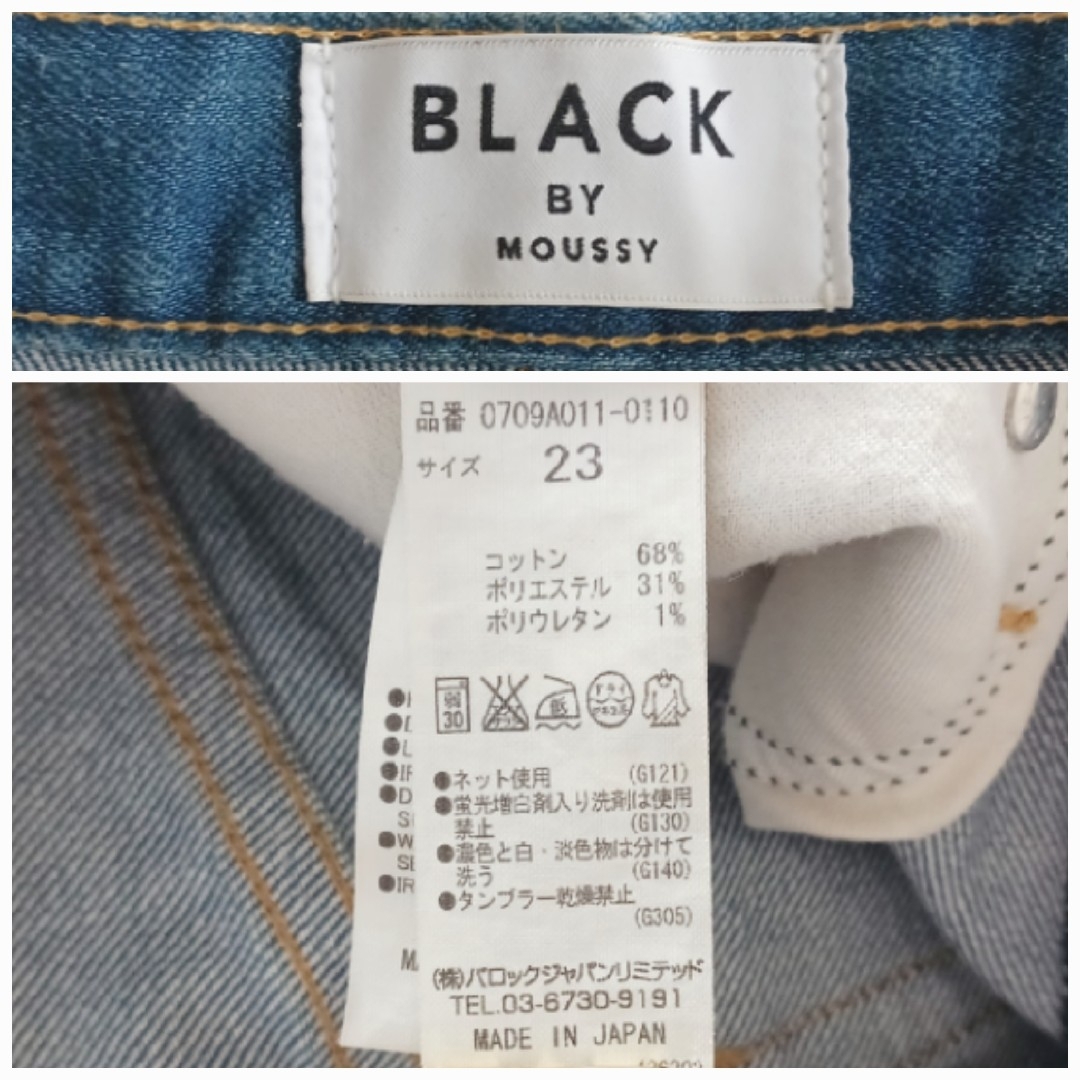 BLACK
BY
MOUSSY
品番 0709A011-0110
サイズ 23
コットン 68%
ポリエステル 31%
ポリウレタン 1%
弱
30
ドライ
●ネット使用 (G121)
●蛍光増白剤入り洗剤は使用
禁止 (G130)
●濃色と白・淡色物は分けて
洗う (G140)
●タンブラー乾燥禁止
(G305)
(株)バロックジャパンリミテッド
TEL.03-6730-9191
MADE IN JAPAN